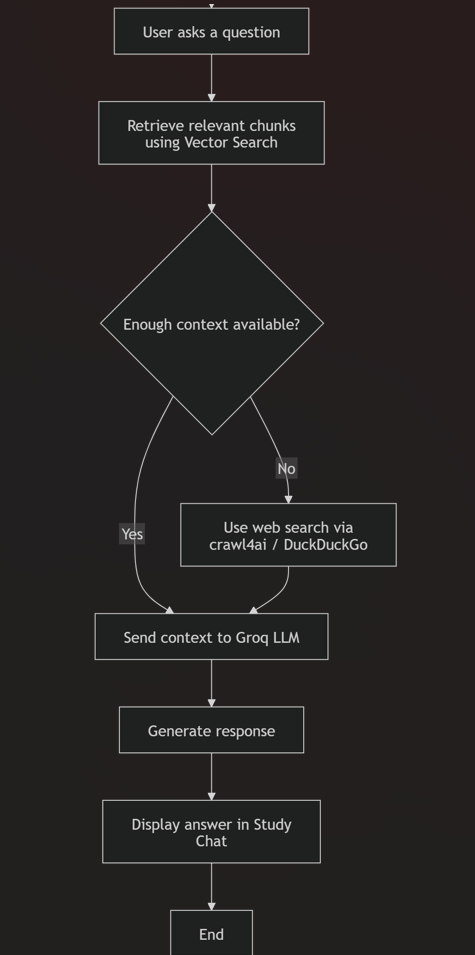 User asks a question
Retrieve relevant chunks
using Vector Search
Enough context available?
No
Use web search via
crawl4ai / DuckDuckGo
Yes
Send context to Groq LLM
Generate response
Display answer in Study
Chat
End